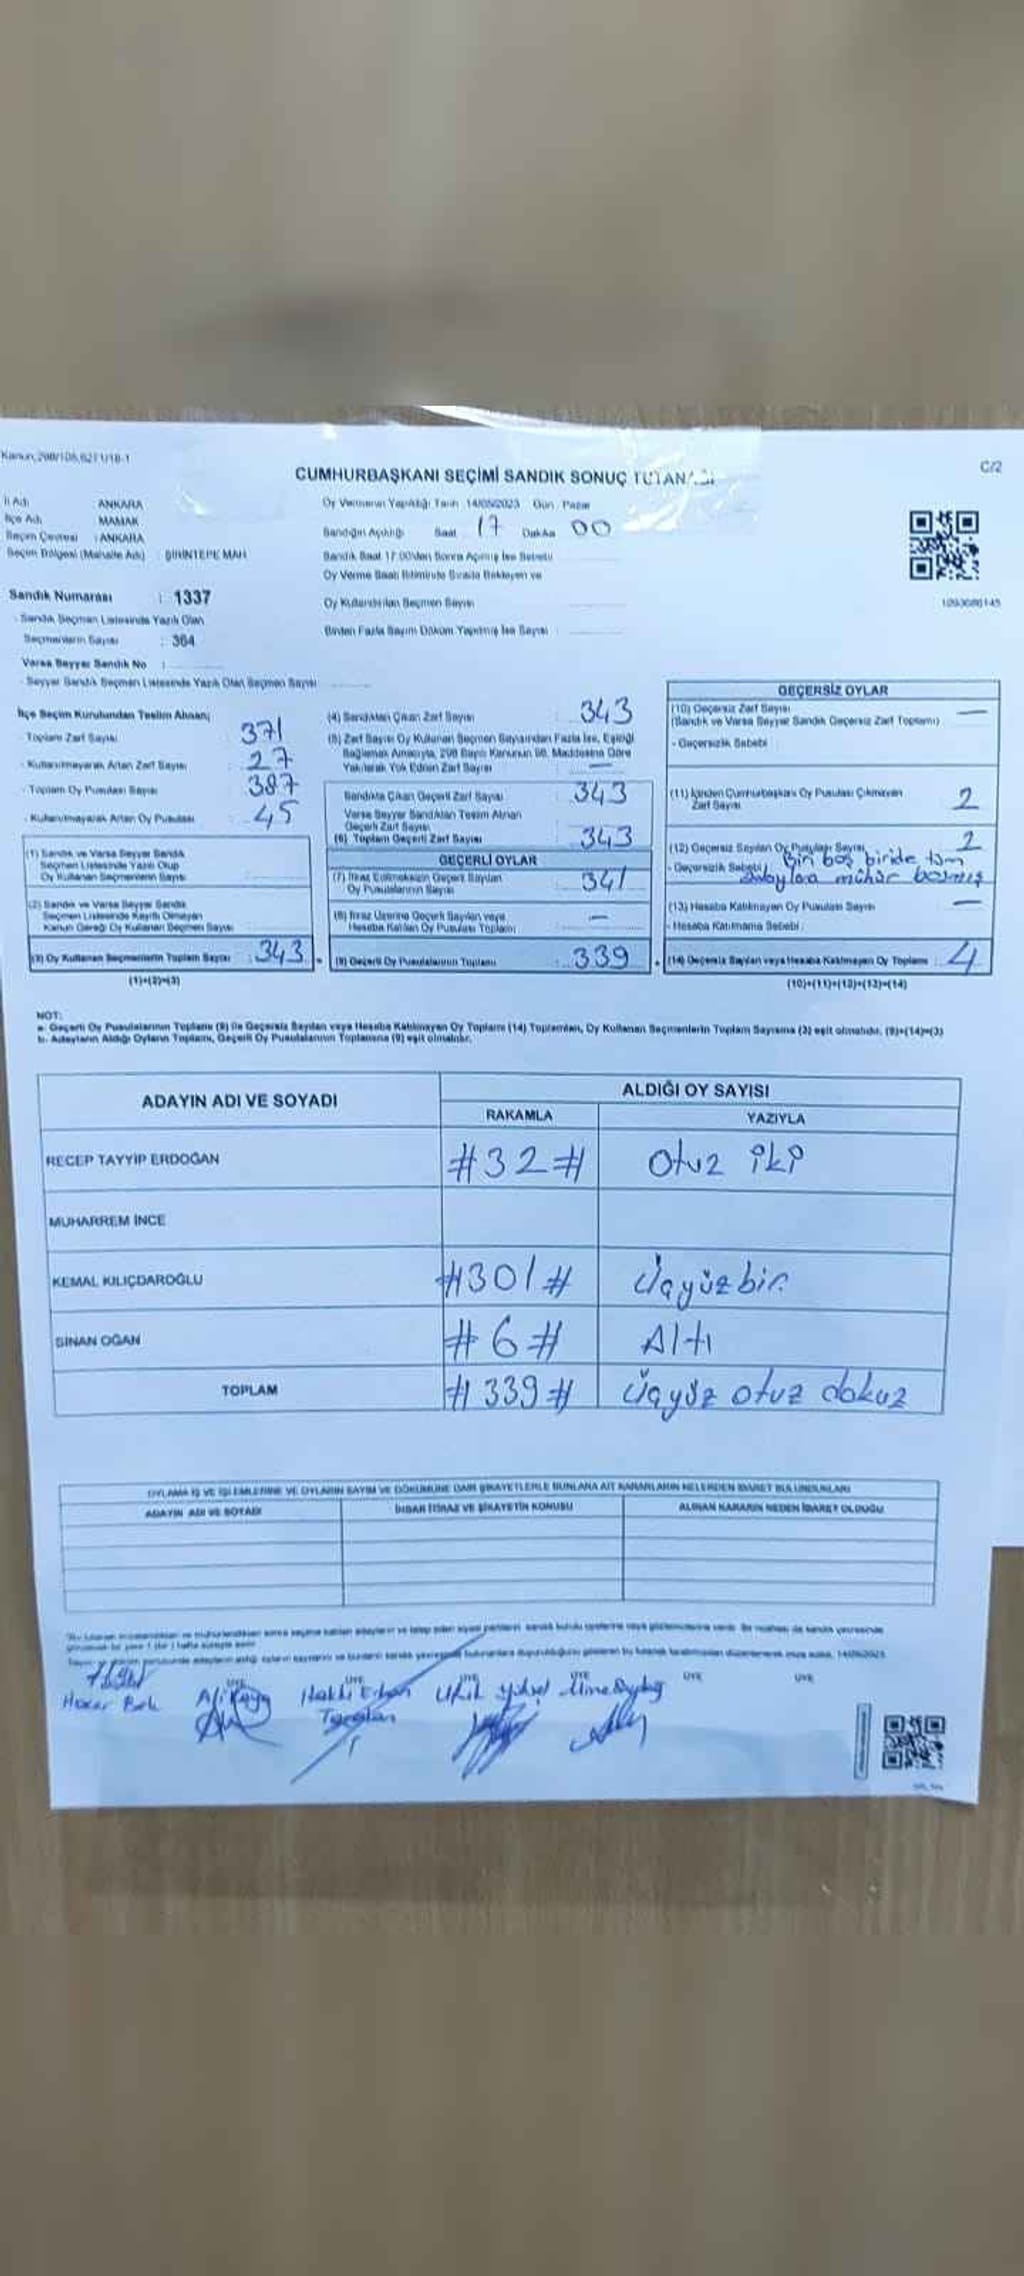 Kanun,298/105,6271/18-1
C/2
CUMHURBAŞKANI SEÇİMİ SANDIK SONUÇ TUTANAĞI
İl Adı ANKARA
İlçe Adı MAMAK
Seçim Çevresi : ANKARA
Seçim Bölgesi (Mahalle Adı) ŞİRİNTEPE MAH
Sandık Numarası : 1337
Sandık Seçmen Listesinde Yazılı Olan
Seçmenlerin Sayısı : 364
Varsa Seyyar Sandık No :
Seyyar Sandık Seçmen Listesinde Yazılı Olan Seçmen Sayısı
Oy Vermenin Yapıldığı Tarih 14/05/2023 Gün : Pazar
Sandığın Açıldığı Saat 17 Dakika 00
Sandık Saat 17.00'den Sonra Açılmış İse Sebebi
Oy Verme Saati Bitiminde Sırada Bekleyen ve
Oy Kullandırılan Seçmen Sayısı
Birden Fazla Sayım Döküm Yapılmış İse Sayısı :
1093080145
İlçe Seçim Kurulundan Teslim Alınan;
Toplam Zarf Sayısı : 371
- Kullanılmayarak Artan Zarf Sayısı : 27
- Toplam Oy Pusulası Sayısı 387
- Kullanılmayarak Artan Oy Pusulası : 45
(1) Sandık ve Varsa Seyyar Sandık
Seçmen Listesinde Yazılı Olup
Oy Kullanan Seçmenlerin Sayısı
(2) Sandık ve Varsa Seyyar Sandık
Seçmen Listesinde Kayıtlı Olmayan
Kanun Gereği Oy Kullanan Seçmen Sayısı
(3) Oy Kullanan Seçmenlerin Toplam Sayısı : 343
(1)+(2)=(3)
(4) Sandıktan Çıkan Zarf Sayısı : 343
(5) Zarf Sayısı Oy Kullanan Seçmen Sayısından Fazla İse, Eşitliği
Sağlamak Amacıyla, 298 Sayılı Kanunun 98. Maddesine Göre
Yakılarak Yok Edilen Zarf Sayısı : —
Sandıkta Çıkan Geçerli Zarf Sayısı : 343
Varsa Seyyar Sandıktan Teslim Alınan
Geçerli Zarf Sayısı
(6) Toplam Geçerli Zarf Sayısı : 343
GEÇERLİ OYLAR
(7) İtiraz Edilmeksizin Geçerli Sayılan
Oy Pusulalarının Sayısı : 341
(8) İtiraz Üzerine Geçerli Sayılan veya
Hesaba Katılan Oy Pusulası Toplamı : —
(9) Geçerli Oy Pusulalarının Toplamı : 339
GEÇERSİZ OYLAR
(10) Geçersiz Zarf Sayısı —
(Sandık ve Varsa Seyyar Sandık Geçersiz Zarf Toplamı)
- Geçersizlik Sebebi :
(11) İçinden Cumhurbaşkanı Oy Pusulası Çıkmayan
Zarf Sayısı 2
(12) Geçersiz Sayılan Oy Pusulası Sayısı 2
- Geçersizlik Sebebi : Biri boş biride tüm
adaylara mühür basmış
(13) Hesaba Katılmayan Oy Pusulası Sayısı —
- Hesaba Katılmama Sebebi :
(14) Geçersiz Sayılan veya Hesaba Katılmayan Oy Toplamı : 4
(10)+(11)+(12)+(13)=(14)
NOT:
a- Geçerli Oy Pusulalarının Toplamı (9) ile Geçersiz Sayılan veya Hesaba Katılmayan Oy Toplamı (14) Toplamları, Oy Kullanan Seçmenlerin Toplam Sayısına (3) eşit olmalıdır. (9)+(14)=(3)
b- Adayların Aldığı Oyların Toplamı, Geçerli Oy Pusulalarının Toplamına (9) eşit olmalıdır.
ADAYIN ADI VE SOYADI
ALDIĞI OY SAYISI
RAKAMLA YAZIYLA
RECEP TAYYİP ERDOĞAN #32# Otuz iki
MUHARREM İNCE
KEMAL KILIÇDAROĞLU #301# Üçyüzbir
SİNAN OĞAN #6# Altı
TOPLAM #339# Üçyüz otuz dokuz
OYLAMA İŞ VE İŞLEMLERİNE VE OYLARIN SAYIM VE DÖKÜMÜNE DAİR ŞİKAYETLERLE BUNLARA AİT KARARLARIN NELERDEN İBARET BULUNDUKLARI
ADAYIN ADI VE SOYADI İHBAR İTİRAZ VE ŞİKAYETİN KONUSU ALINAN KARARIN NEDEN İBARET OLDUĞU
ÜYE ÜYE ÜYE ÜYE ÜYE ÜYE
Ali Kaya Hakkı Erhan